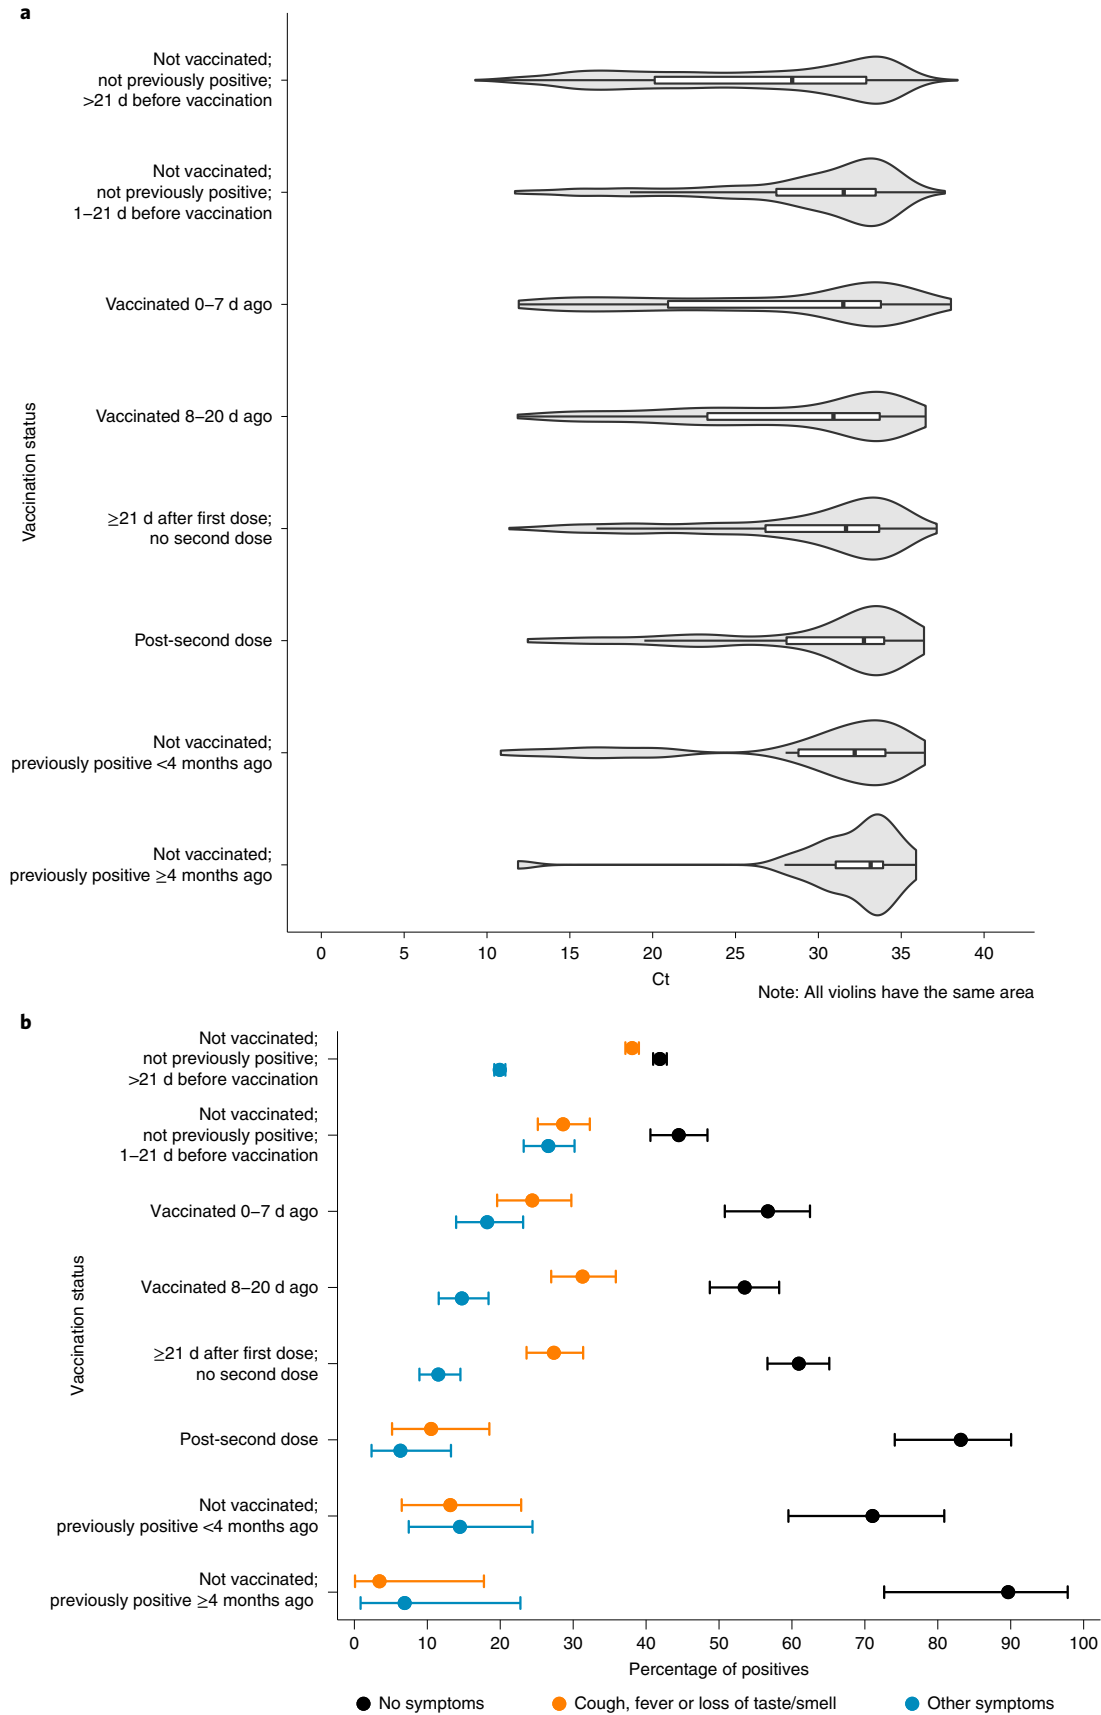 a
Not vaccinated;
not previously positive;
>21 d before vaccination
Not vaccinated;
not previously positive;
1–21 d before vaccination
Vaccinated 0–7 d ago
Vaccinated 8–20 d ago
≥21 d after first dose;
no second dose
Post-second dose
Not vaccinated;
previously positive <4 months ago
Not vaccinated;
previously positive ≥4 months ago
Vaccination status
0 5 10 15 20 25 30 35 40
Ct
Note: All violins have the same area
b
Not vaccinated;
not previously positive;
>21 d before vaccination
Not vaccinated;
not previously positive;
1–21 d before vaccination
Vaccinated 0–7 d ago
Vaccinated 8–20 d ago
≥21 d after first dose;
no second dose
Post-second dose
Not vaccinated;
previously positive <4 months ago
Not vaccinated;
previously positive ≥4 months ago
Vaccination status
0 10 20 30 40 50 60 70 80 90 100
Percentage of positives
No symptoms Cough, fever or loss of taste/smell Other symptoms